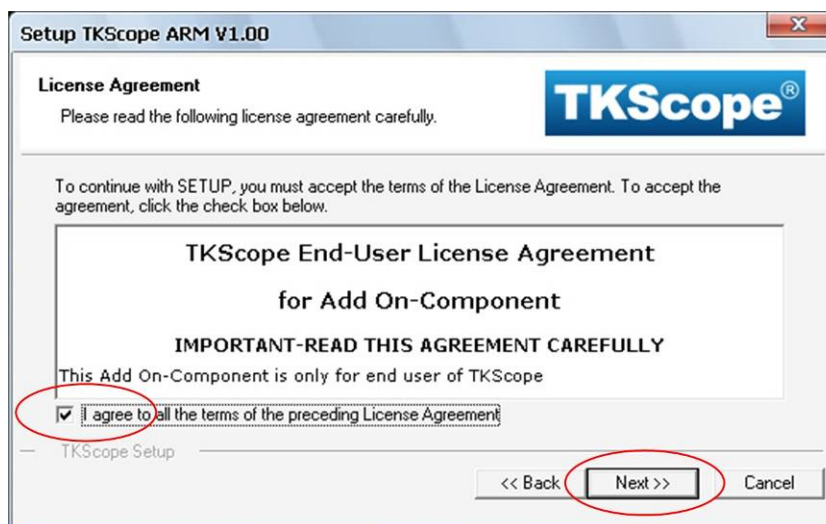 Setup TKScope ARM V1.00
License Agreement
Please read the following license agreement carefully.
TKScope®
To continue with SETUP, you must accept the terms of the License Agreement. To accept the
agreement, click the check box below.
TKScope End-User License Agreement
for Add On-Component
IMPORTANT-READ THIS AGREEMENT CAREFULLY
This Add On-Component is only for end user of TKScope
I agree to all the terms of the preceding License Agreement
TKScope Setup
<< Back Next >> Cancel